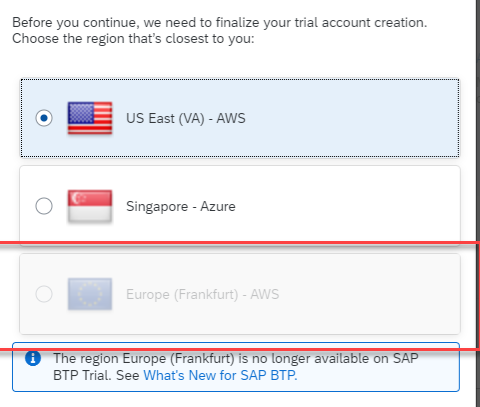 Before you continue, we need to finalize your trial account creation.
Choose the region that's closest to you:
US East (VA) - AWS
Singapore - Azure
Europe (Frankfurt) - AWS
The region Europe (Frankfurt) is no longer available on SAP
BTP Trial. See What's New for SAP BTP.